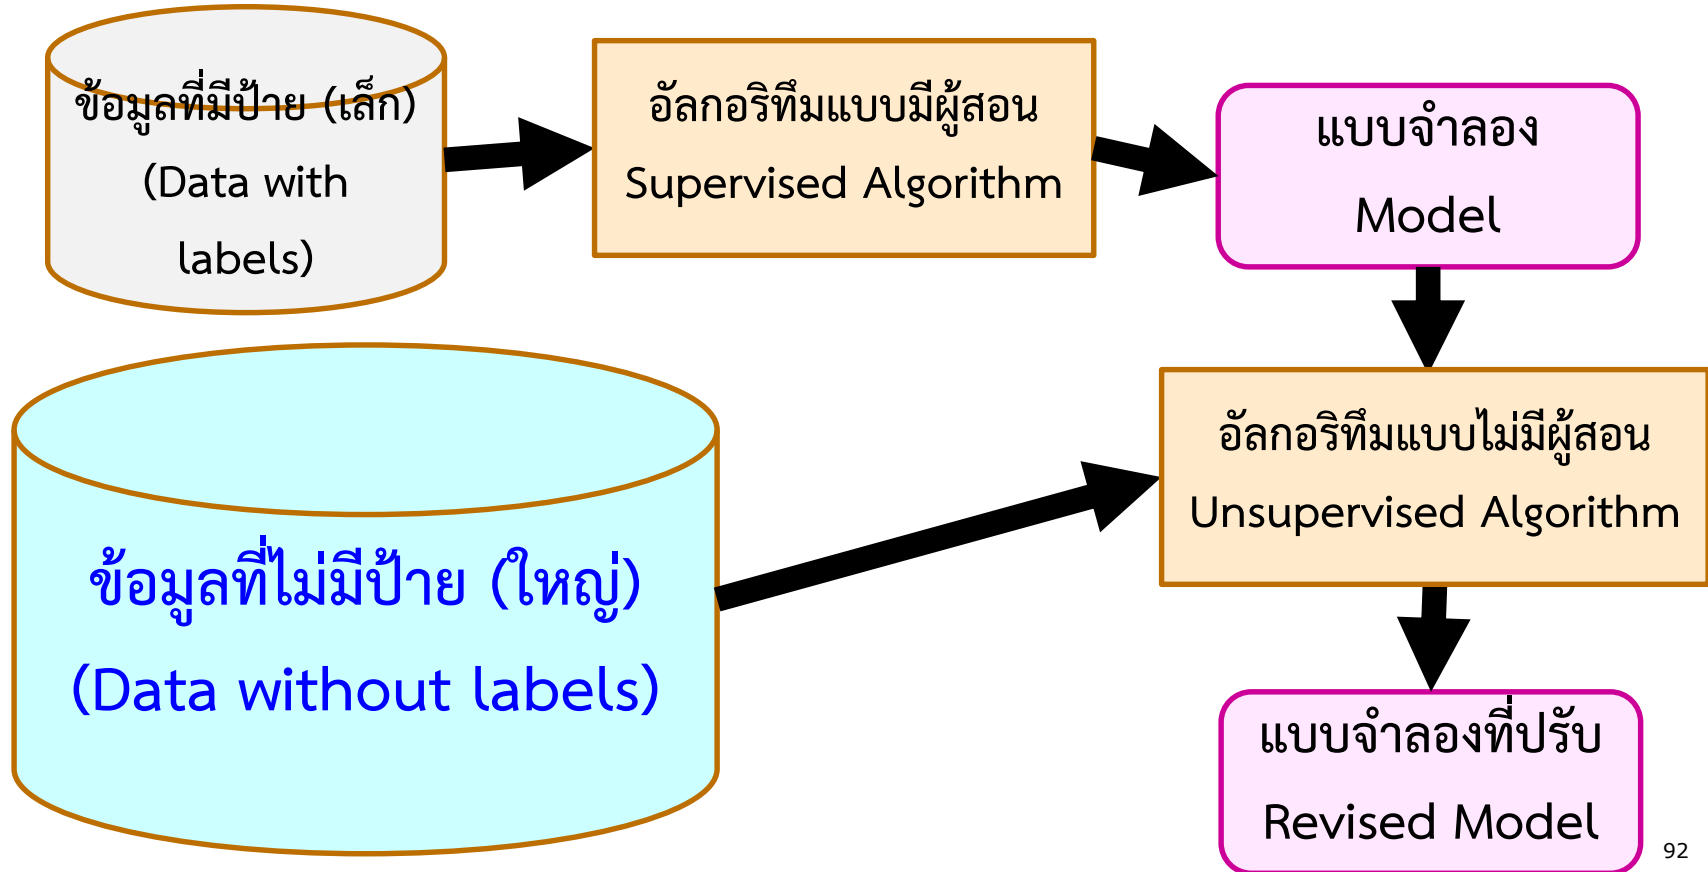 ข้อมูลที่มีป้าย (เล็ก)
(Data with
labels)
อัลกอริทึมแบบมีผู้สอน
Supervised Algorithm
แบบจำลอง
Model
ข้อมูลที่ไม่มีป้าย (ใหญ่)
(Data without labels)
อัลกอริทึมแบบไม่มีผู้สอน
Unsupervised Algorithm
แบบจำลองที่ปรับ
Revised Model
92